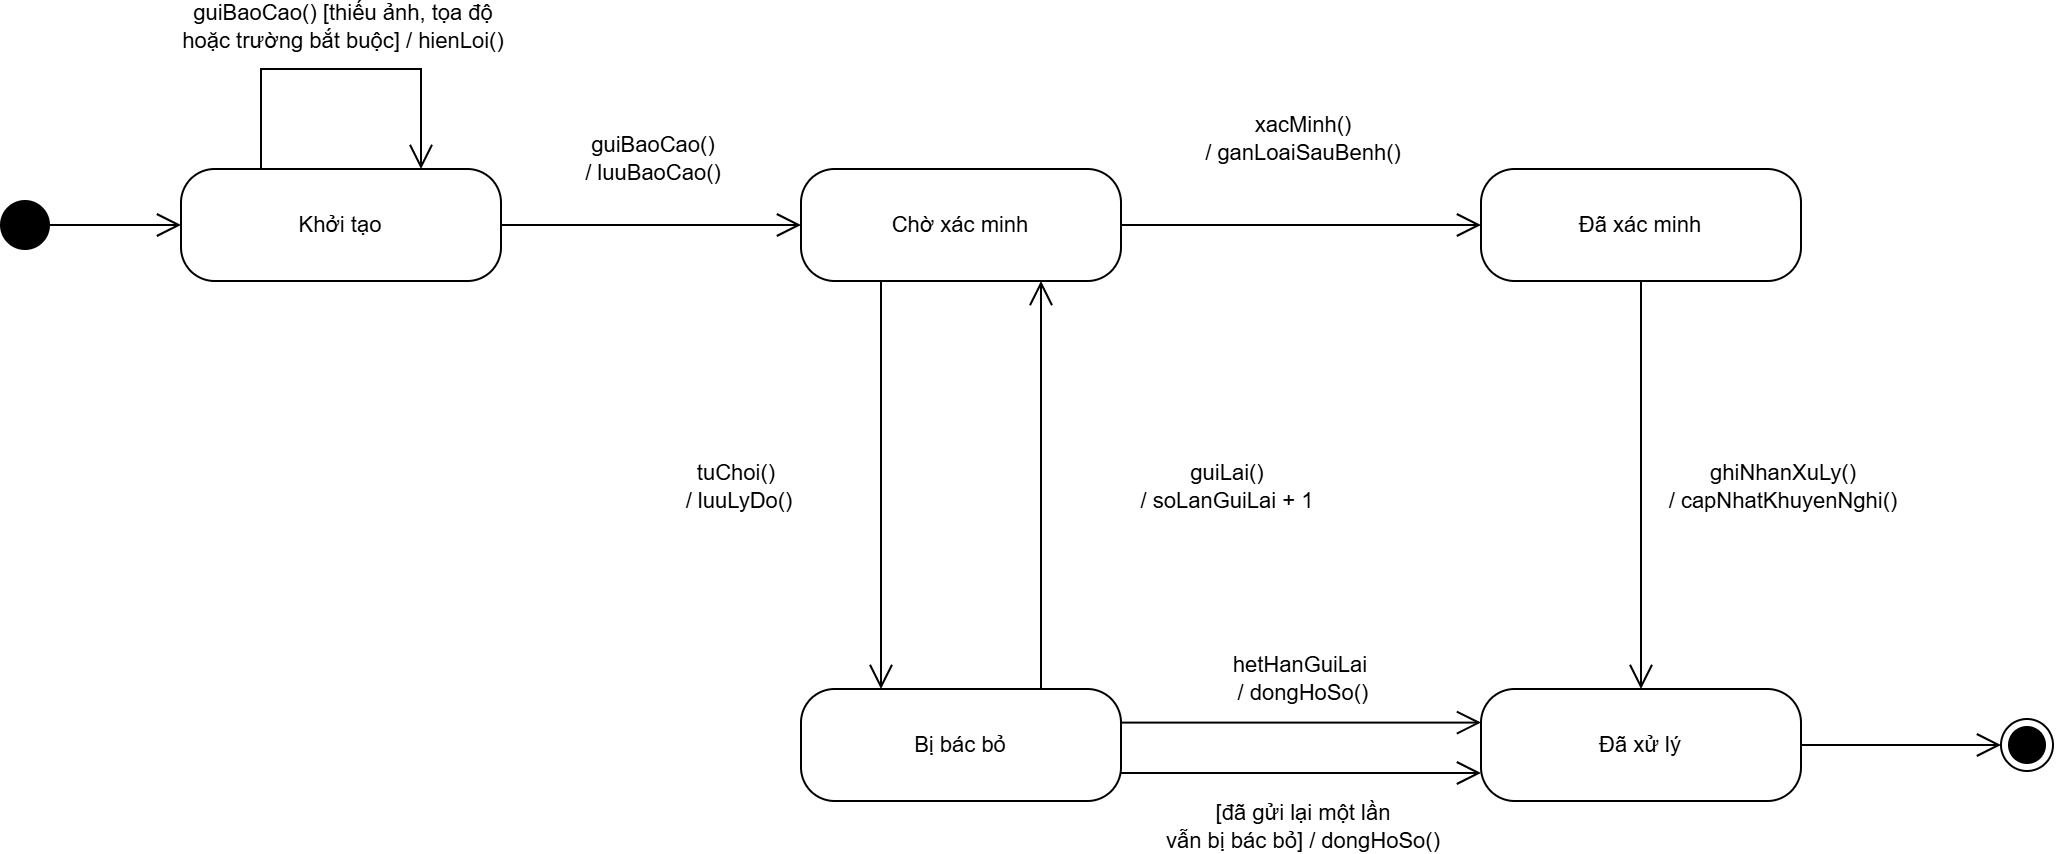 guiBaoCao() [thiếu ảnh, tọa độ
hoặc trường bắt buộc] / hienLoi()
guiBaoCao()
/ luuBaoCao()
xacMinh()
/ ganLoaiSauBenh()
Khởi tạo
Chờ xác minh
Đã xác minh
tuChoi()
/ luuLyDo()
guiLai()
/ soLanGuiLai + 1
ghiNhanXuLy()
/ capNhatKhuyenNghi()
hetHanGuiLai
/ dongHoSo()
Bị bác bỏ
Đã xử lý
[đã gửi lại một lần
vẫn bị bác bỏ] / dongHoSo()